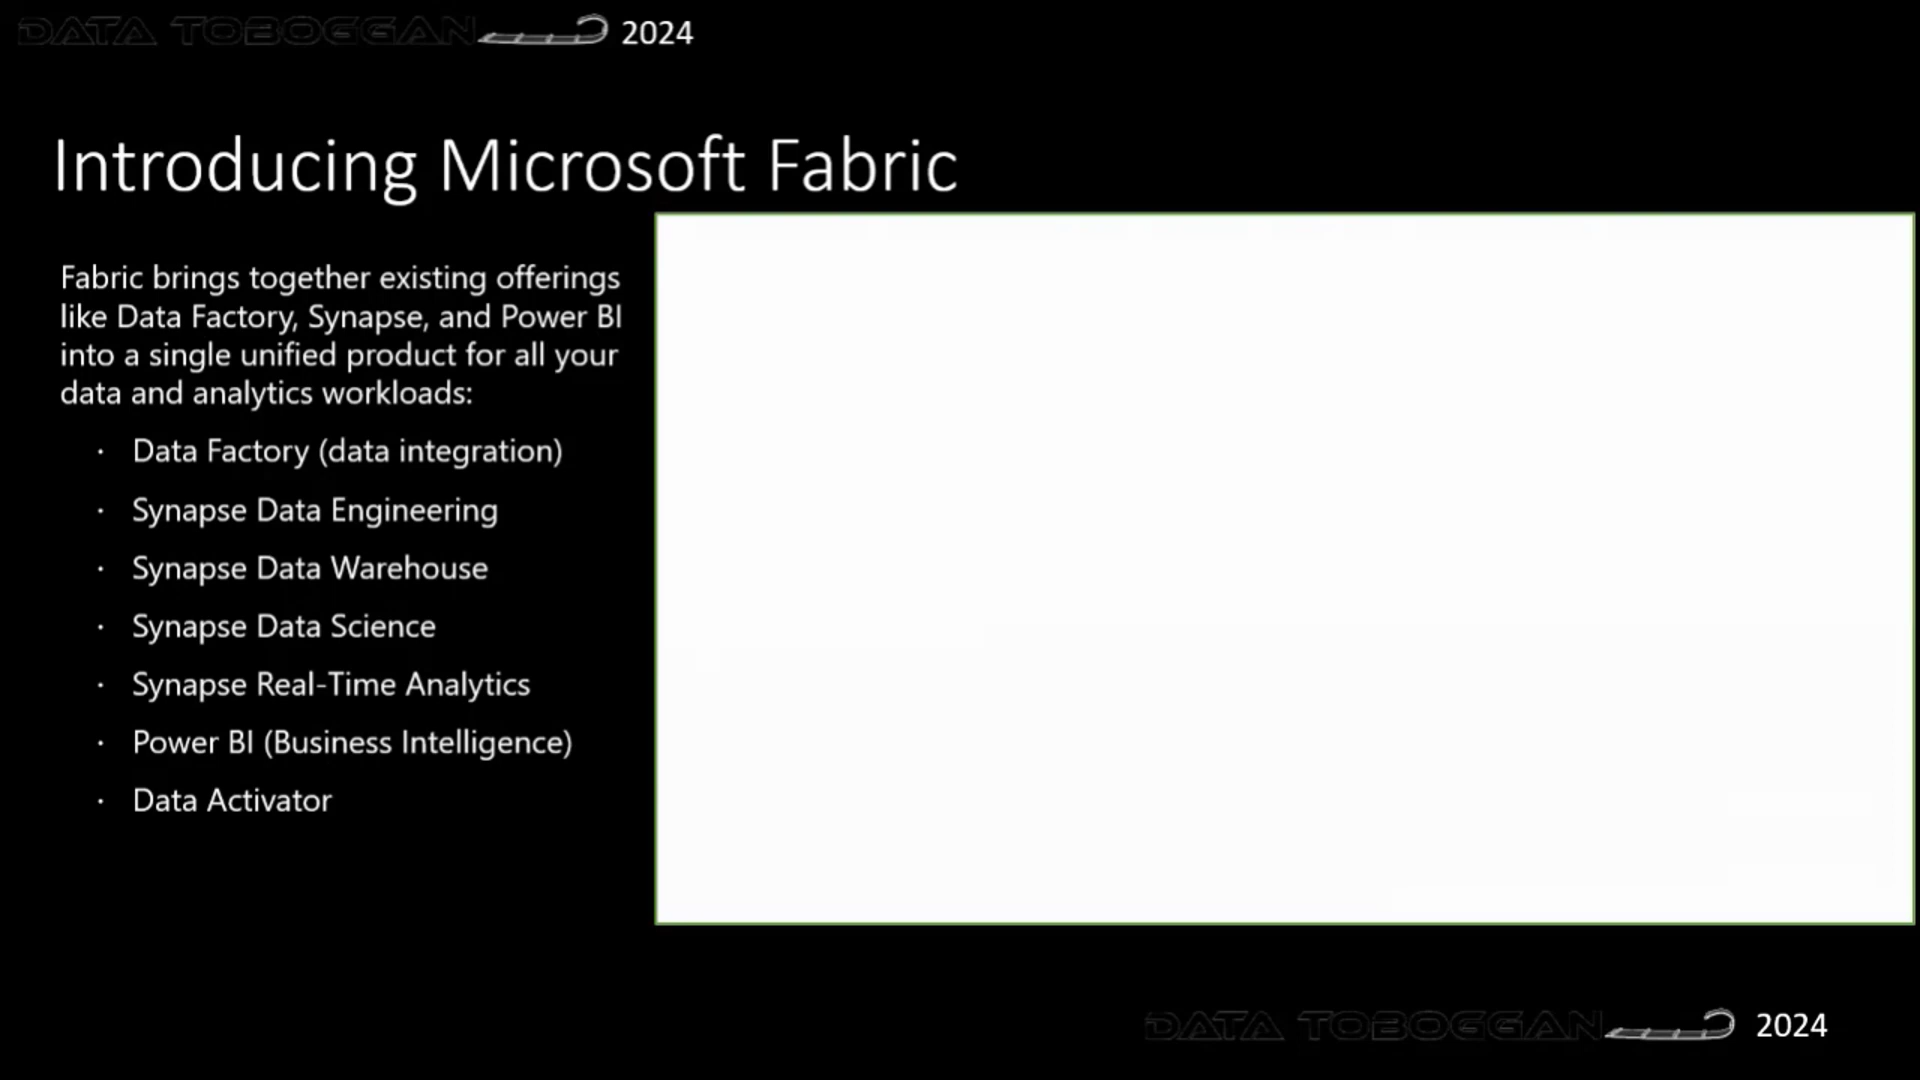 DATA TOBOGGAN 2024
Introducing Microsoft Fabric
Fabric brings together existing offerings
like Data Factory, Synapse, and Power BI
into a single unified product for all your
data and analytics workloads:
· Data Factory (data integration)
· Synapse Data Engineering
· Synapse Data Warehouse
· Synapse Data Science
· Synapse Real-Time Analytics
· Power BI (Business Intelligence)
· Data Activator
DATA TOBOGGAN 2024